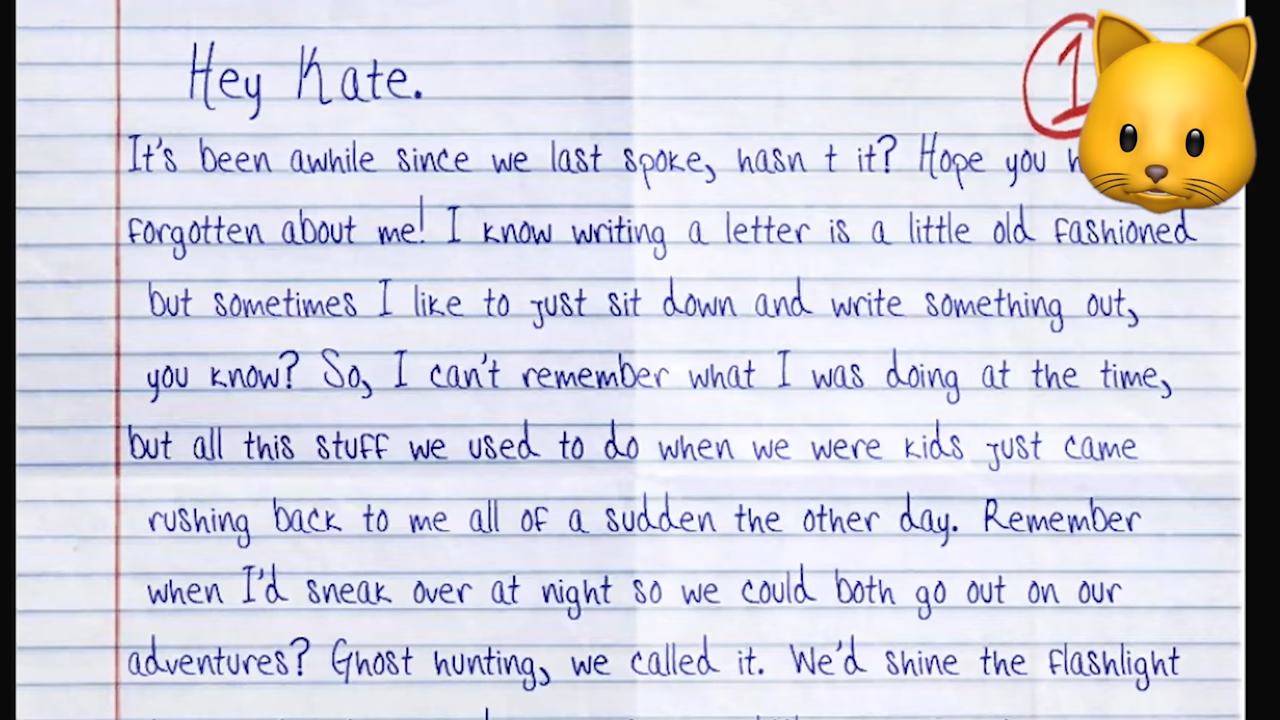 Hey Kate.
1
It's been awhile since we last spoke, hasn t it? Hope you
forgotten about me! I know writing a letter is a little old fashioned
but sometimes I like to just sit down and write something out,
you know? So, I can't remember what I was doing at the time,
but all this stuff we used to do when we were kids just came
rushing back to me all of a sudden the other day. Remember
when I'd sneak over at night so we could both go out on our
adventures? Ghost hunting, we called it. We'd shine the flashlight